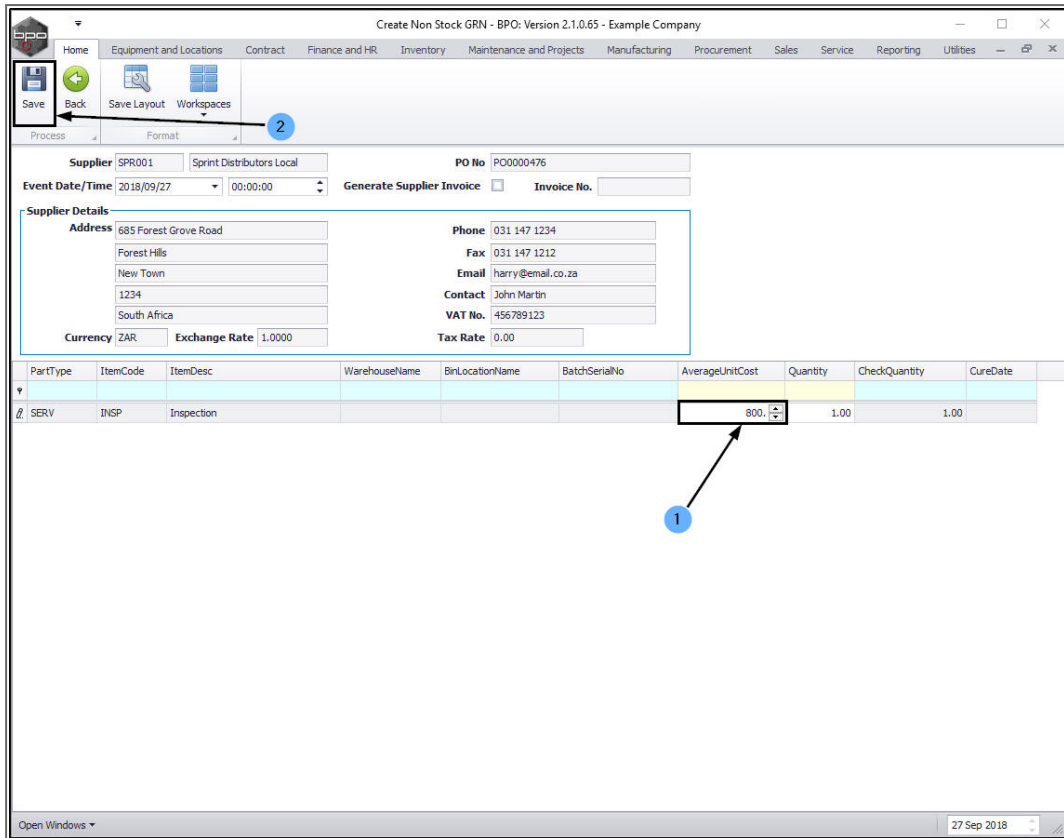 Create Non Stock GRN - BPO: Version 2.1.0.65 - Example Company
bpo
Home Equipment and Locations Contract Finance and HR Inventory Maintenance and Projects Manufacturing Procurement Sales Service Reporting Utilities
Save Back Save Layout Workspaces
Process Format
2
Supplier SPR001 Sprint Distributors Local PO No PO0000476
Event Date/Time 2018/09/27 00:00:00 Generate Supplier Invoice Invoice No.
Supplier Details
Address 685 Forest Grove Road Phone 031 147 1234
Forest Hills Fax 031 147 1212
New Town Email harry@email.co.za
1234 Contact John Martin
South Africa VAT No. 456789123
Currency ZAR Exchange Rate 1.0000 Tax Rate 0.00
PartType ItemCode ItemDesc WarehouseName BinLocationName BatchSerialNo AverageUnitCost Quantity CheckQuantity CureDate
SERV INSP Inspection 800. 1.00 1.00
1
Open Windows 27 Sep 2018